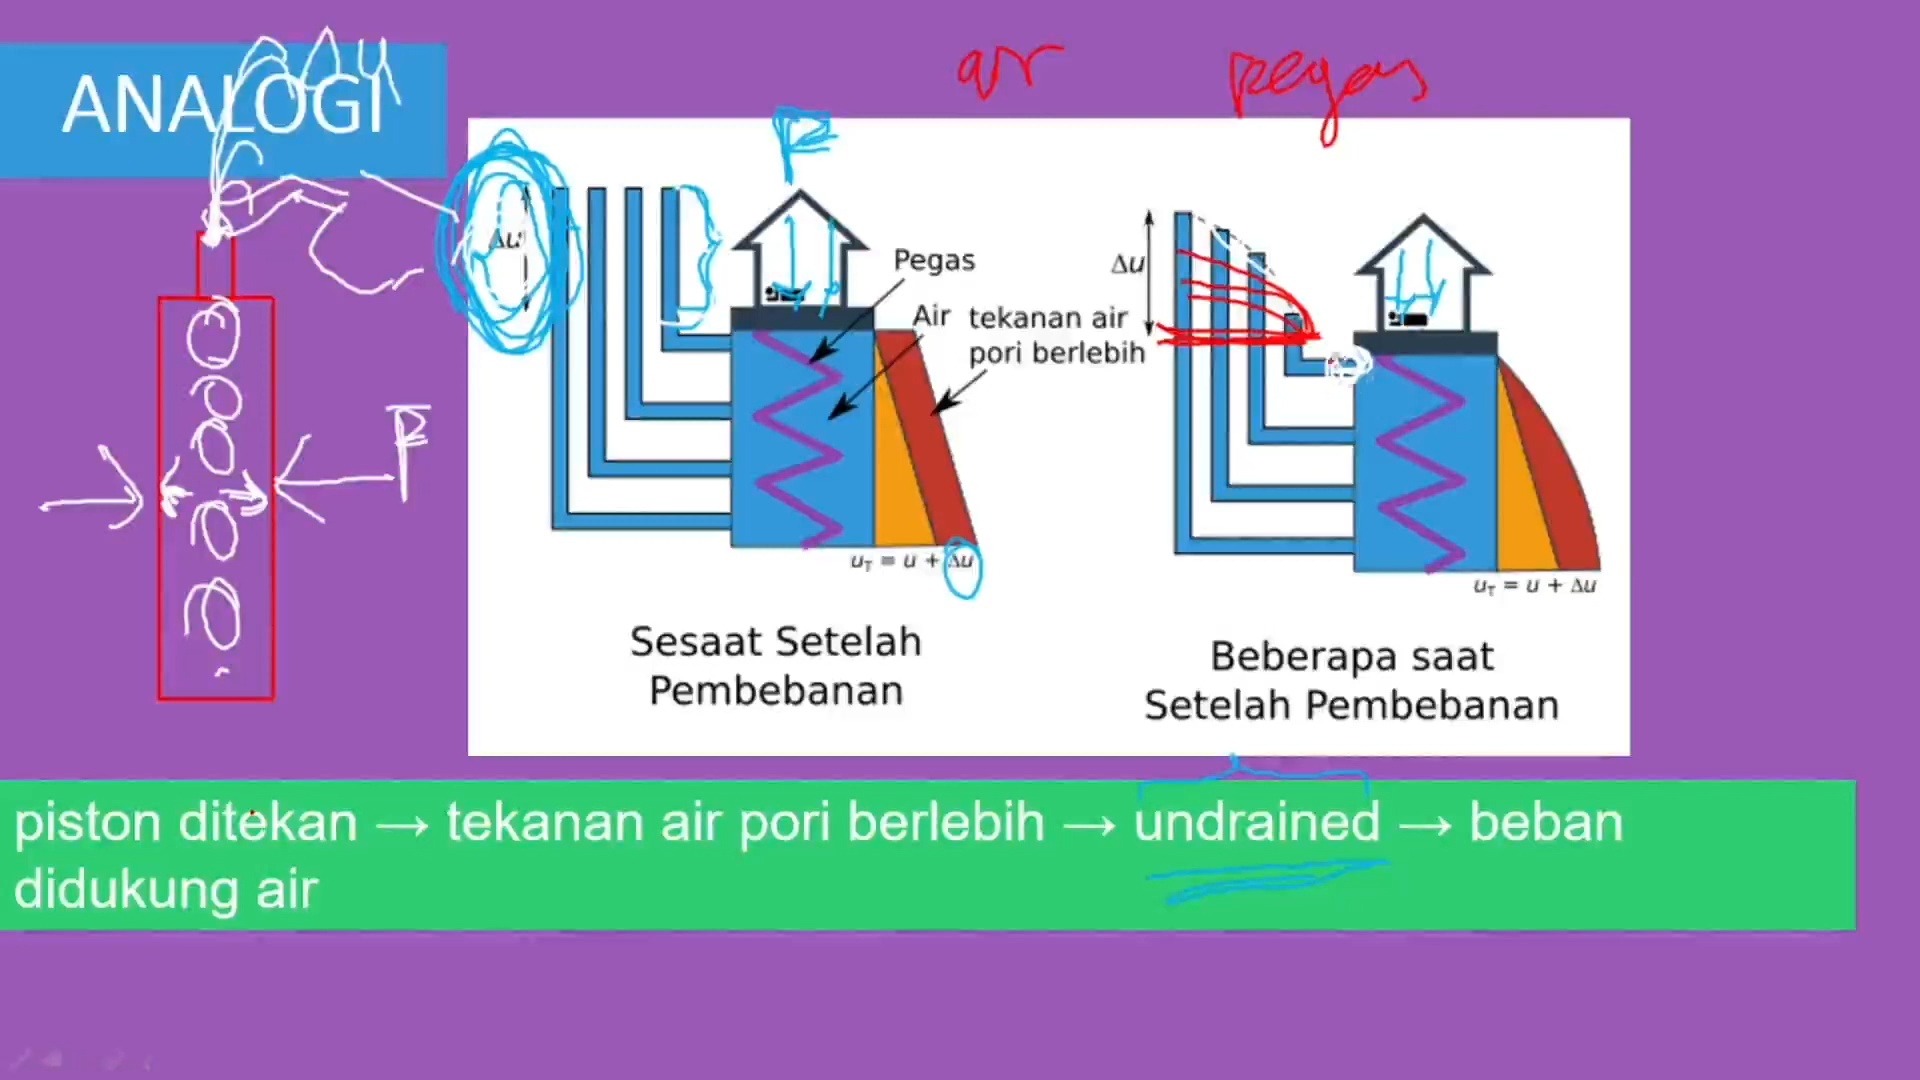 ANALOGI
Δu
air
pegas
P
Δu
Pegas
Air
tekanan air
pori berlebih
Δu
P
uT = u + Δu
uT = u + Δu
Sesaat Setelah
Pembebanan
Beberapa saat
Setelah Pembebanan
piston ditekan → tekanan air pori berlebih → undrained → beban
didukung air